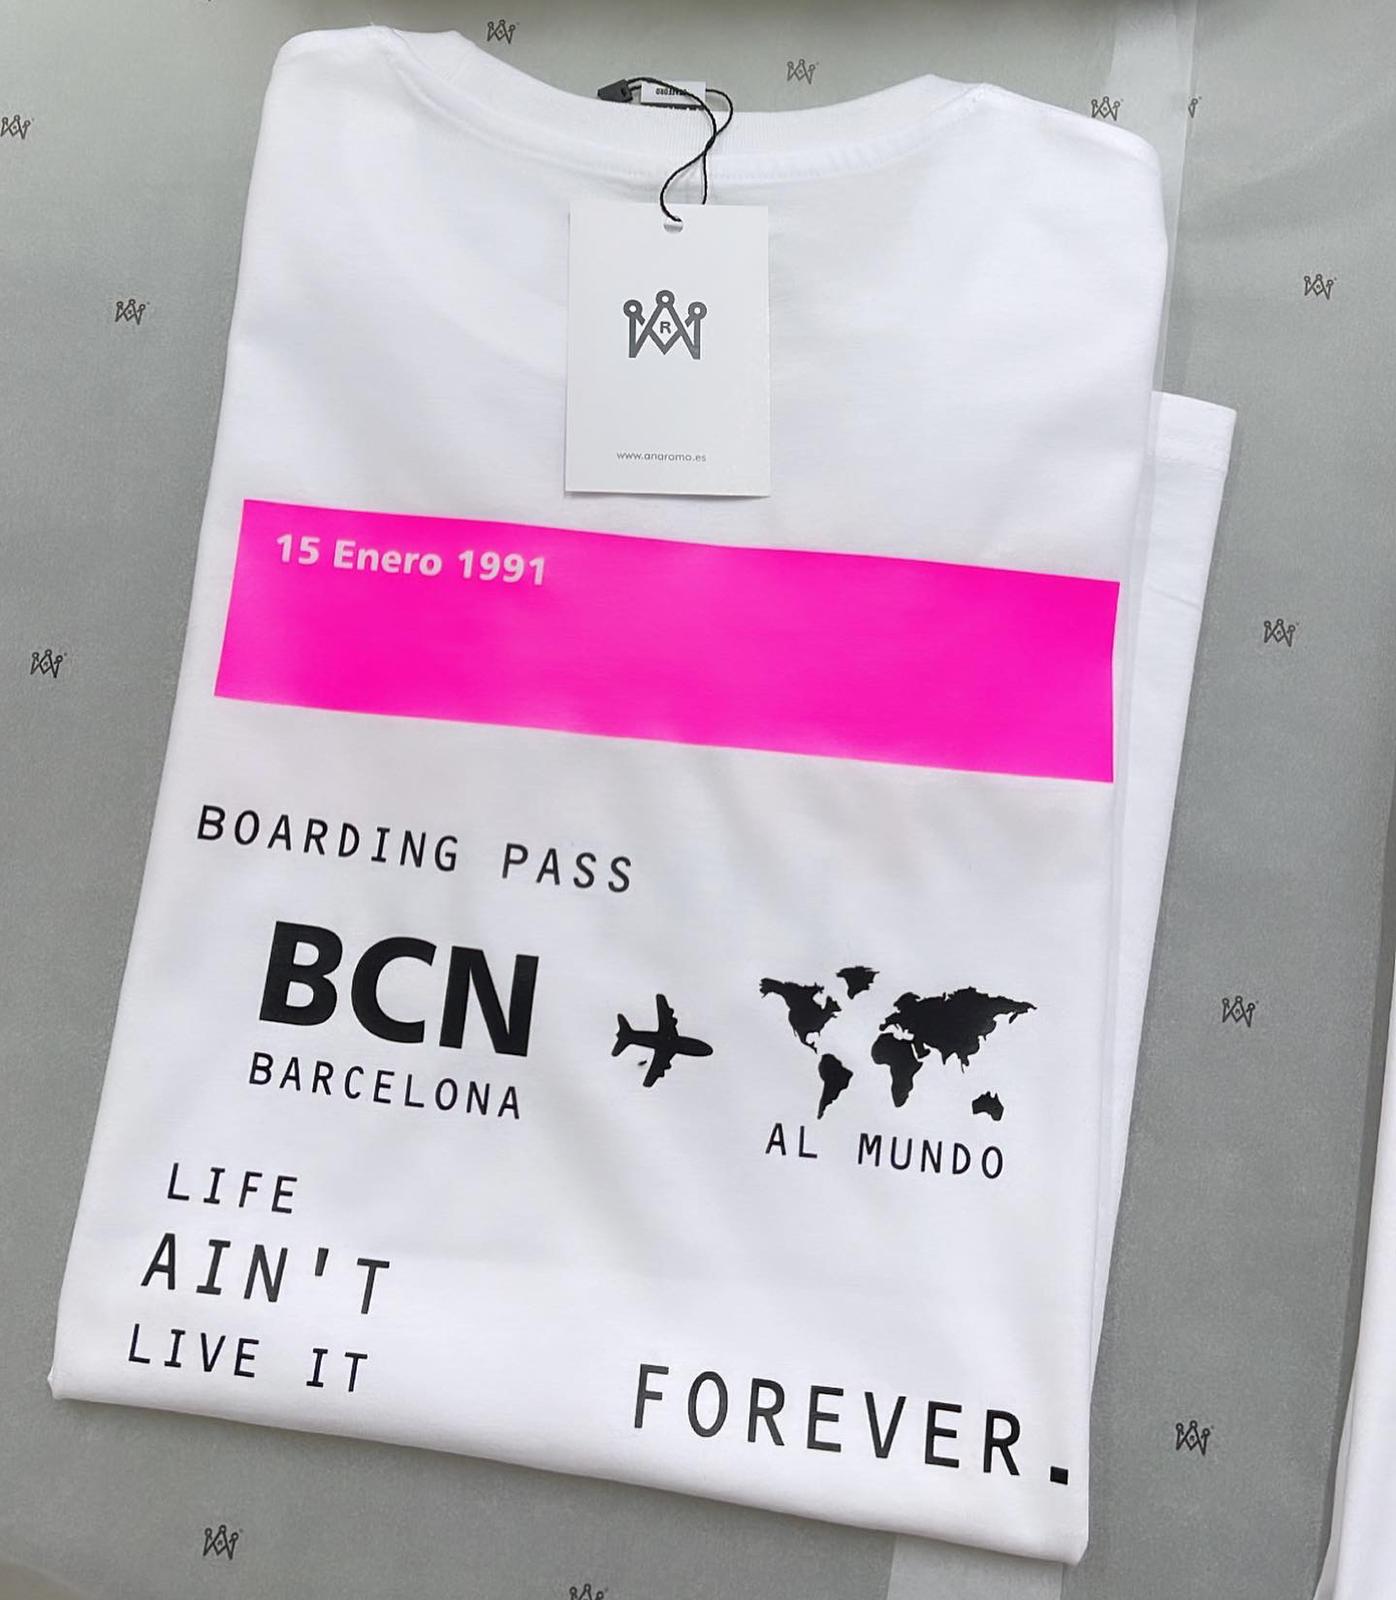 R
www.anaramo.es
15 Enero 1991
BOARDING PASS
BCN
BARCELONA
AL MUNDO
LIFE
AIN'T
LIVE IT
FOREVER.